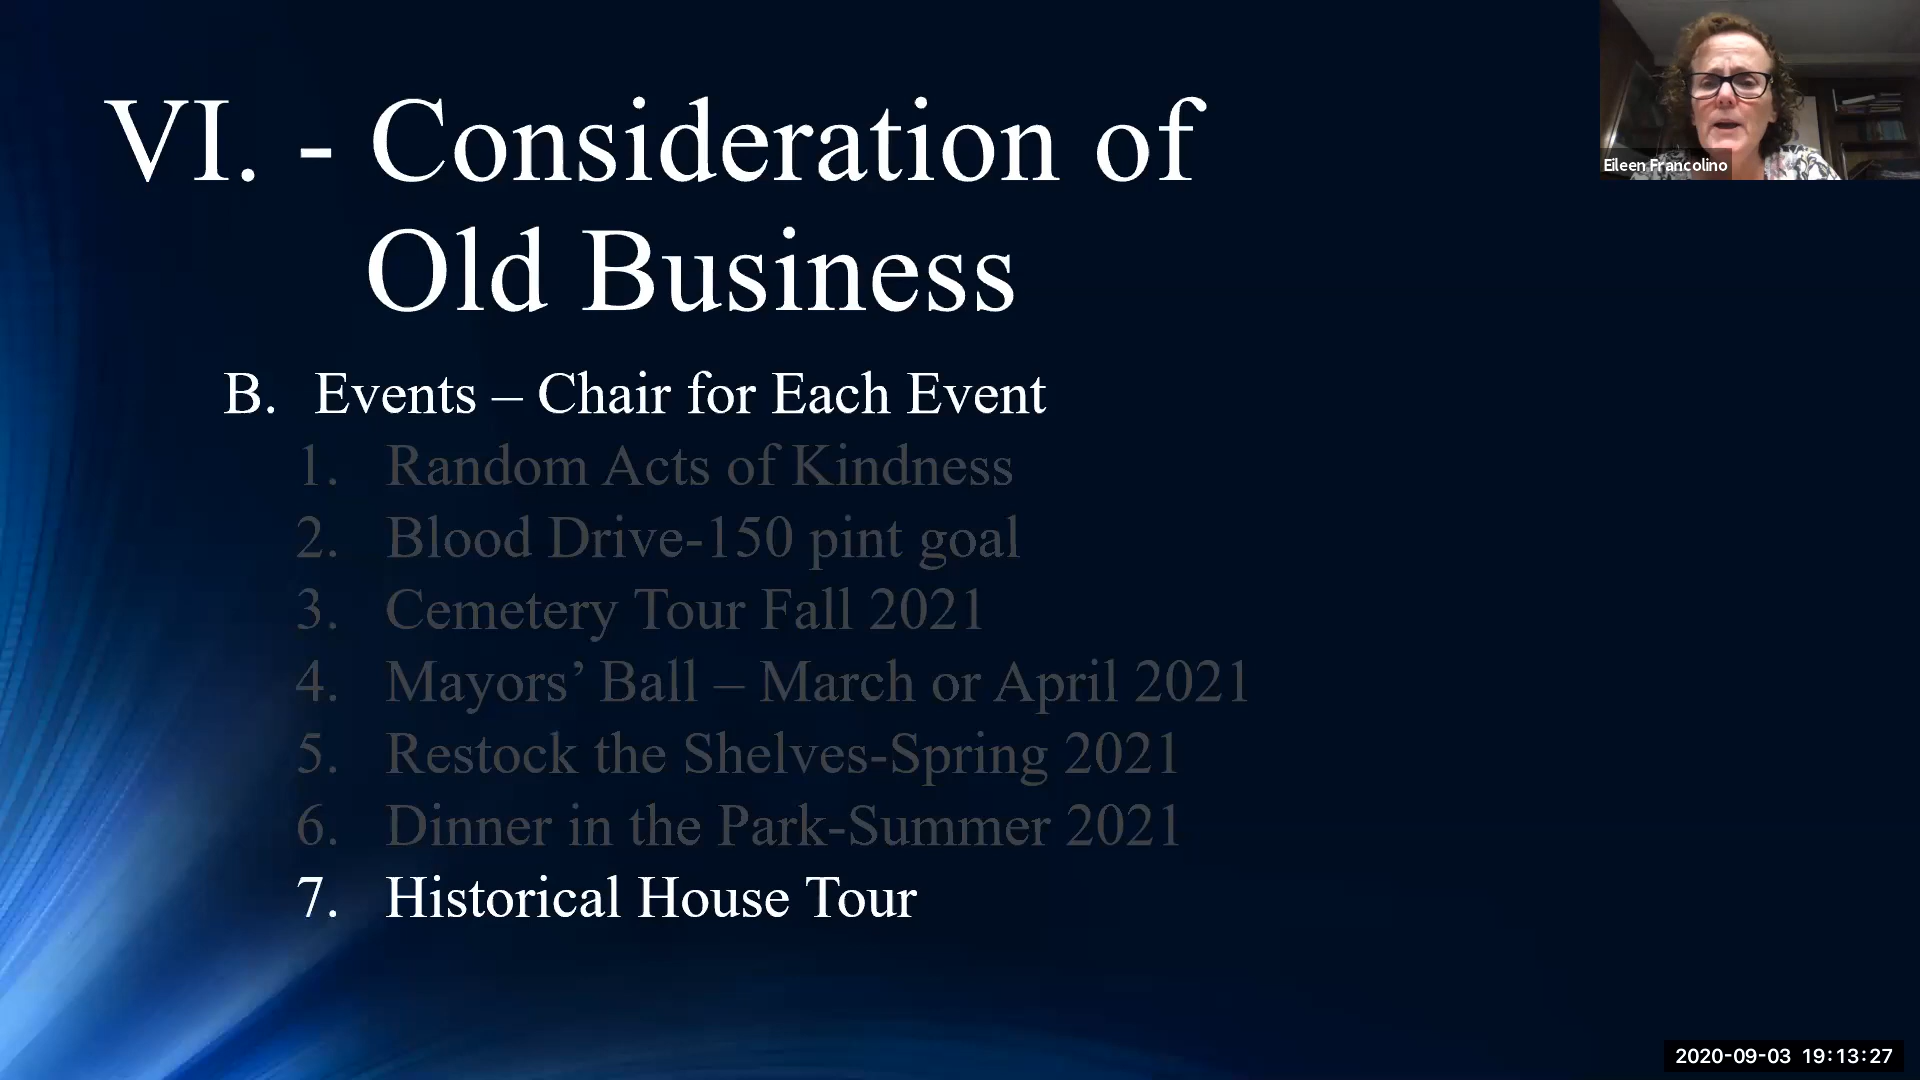 VI. - Consideration of
Old Business
Eileen Francolino
B. Events – Chair for Each Event
1. Random Acts of Kindness
2. Blood Drive-150 pint goal
3. Cemetery Tour Fall 2021
4. Mayors’ Ball – March or April 2021
5. Restock the Shelves-Spring 2021
6. Dinner in the Park-Summer 2021
7. Historical House Tour
2020-09-03 19:13:27